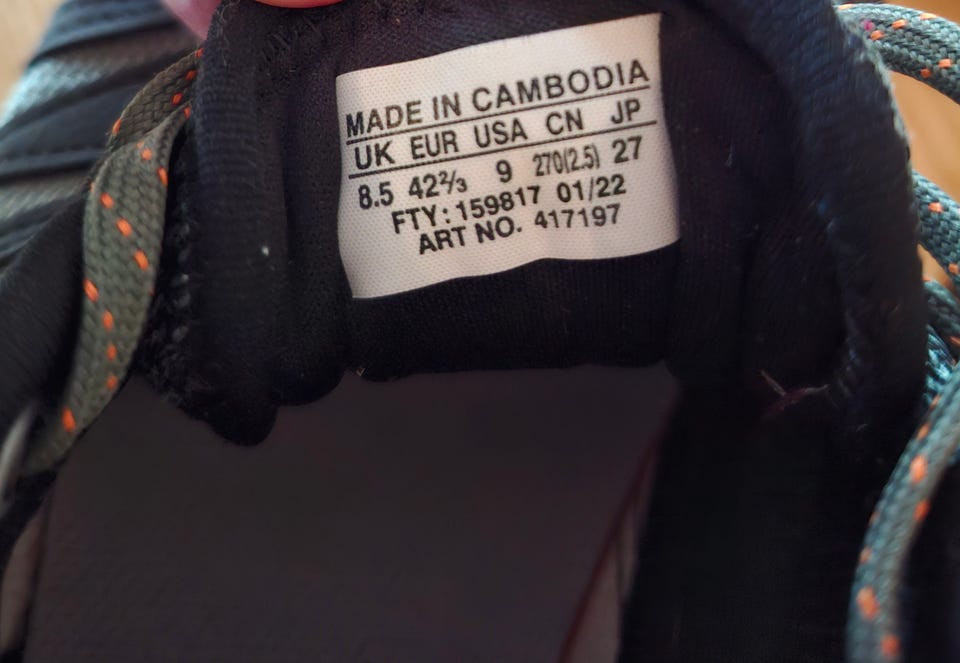 MADE IN CAMBODIA
UK EUR USA CN JP
8.5 42⅔ 9 270(2.5) 27
FTY: 159817 01/22
ART NO. 417197